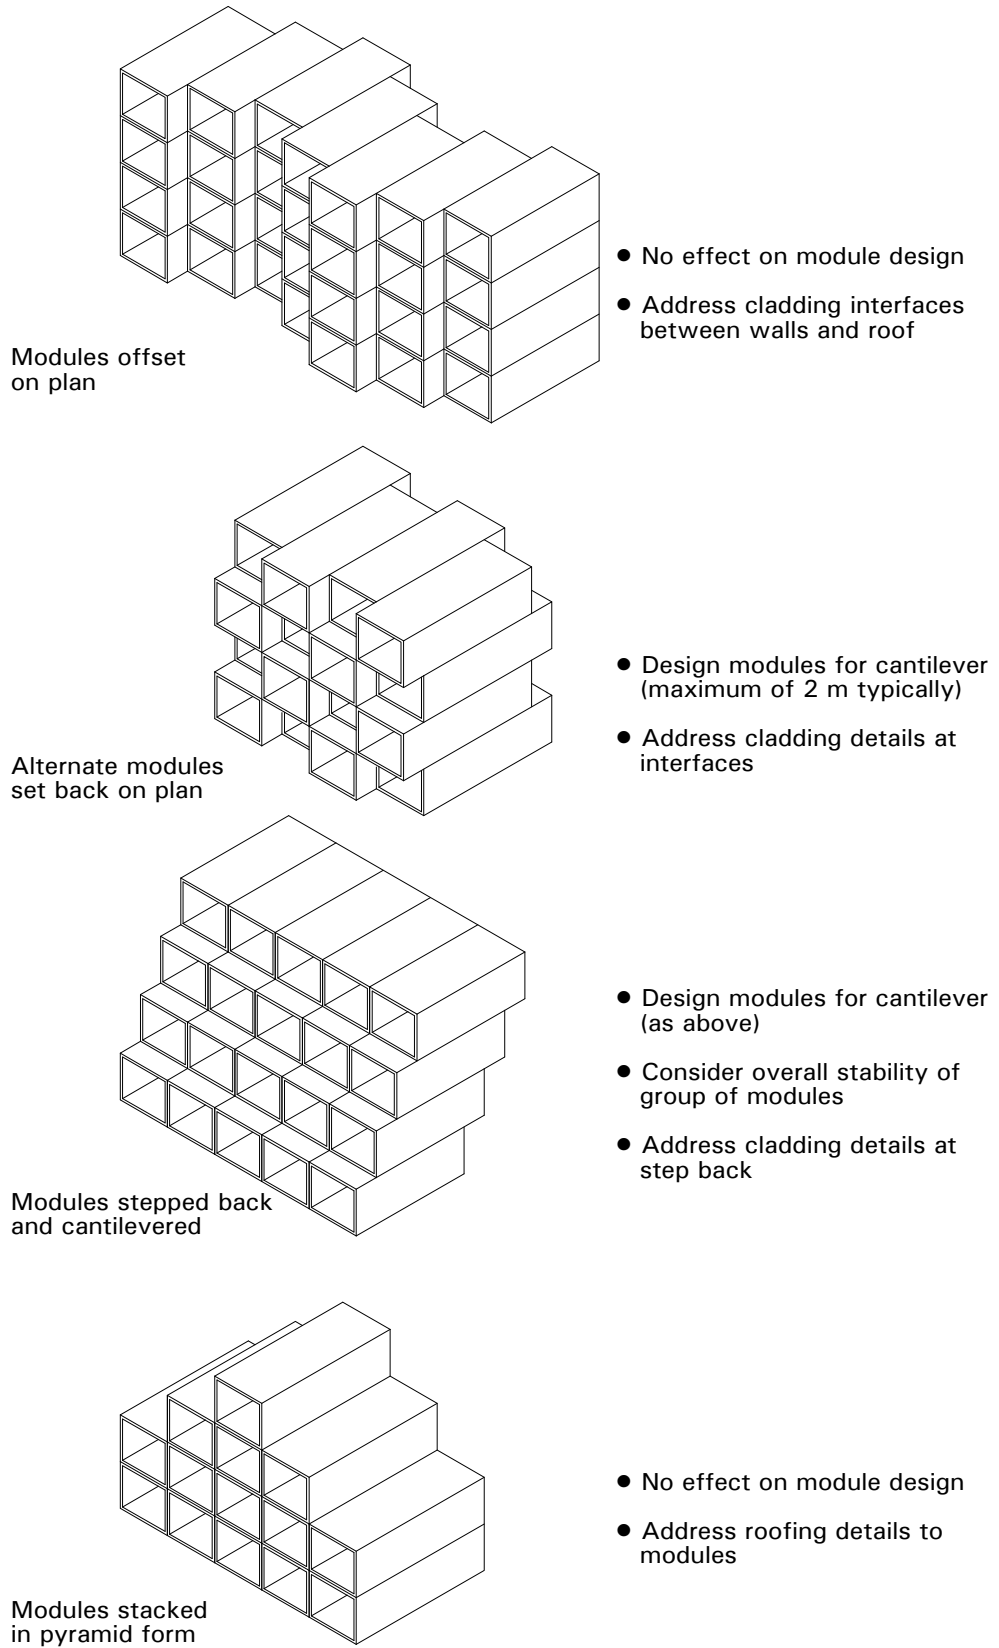 ● No effect on module design
● Address cladding interfaces
between walls and roof
Modules offset
on plan
● Design modules for cantilever
(maximum of 2 m typically)
● Address cladding details at
interfaces
Alternate modules
set back on plan
● Design modules for cantilever
(as above)
● Consider overall stability of
group of modules
● Address cladding details at
step back
Modules stepped back
and cantilevered
● No effect on module design
● Address roofing details to
modules
Modules stacked
in pyramid form